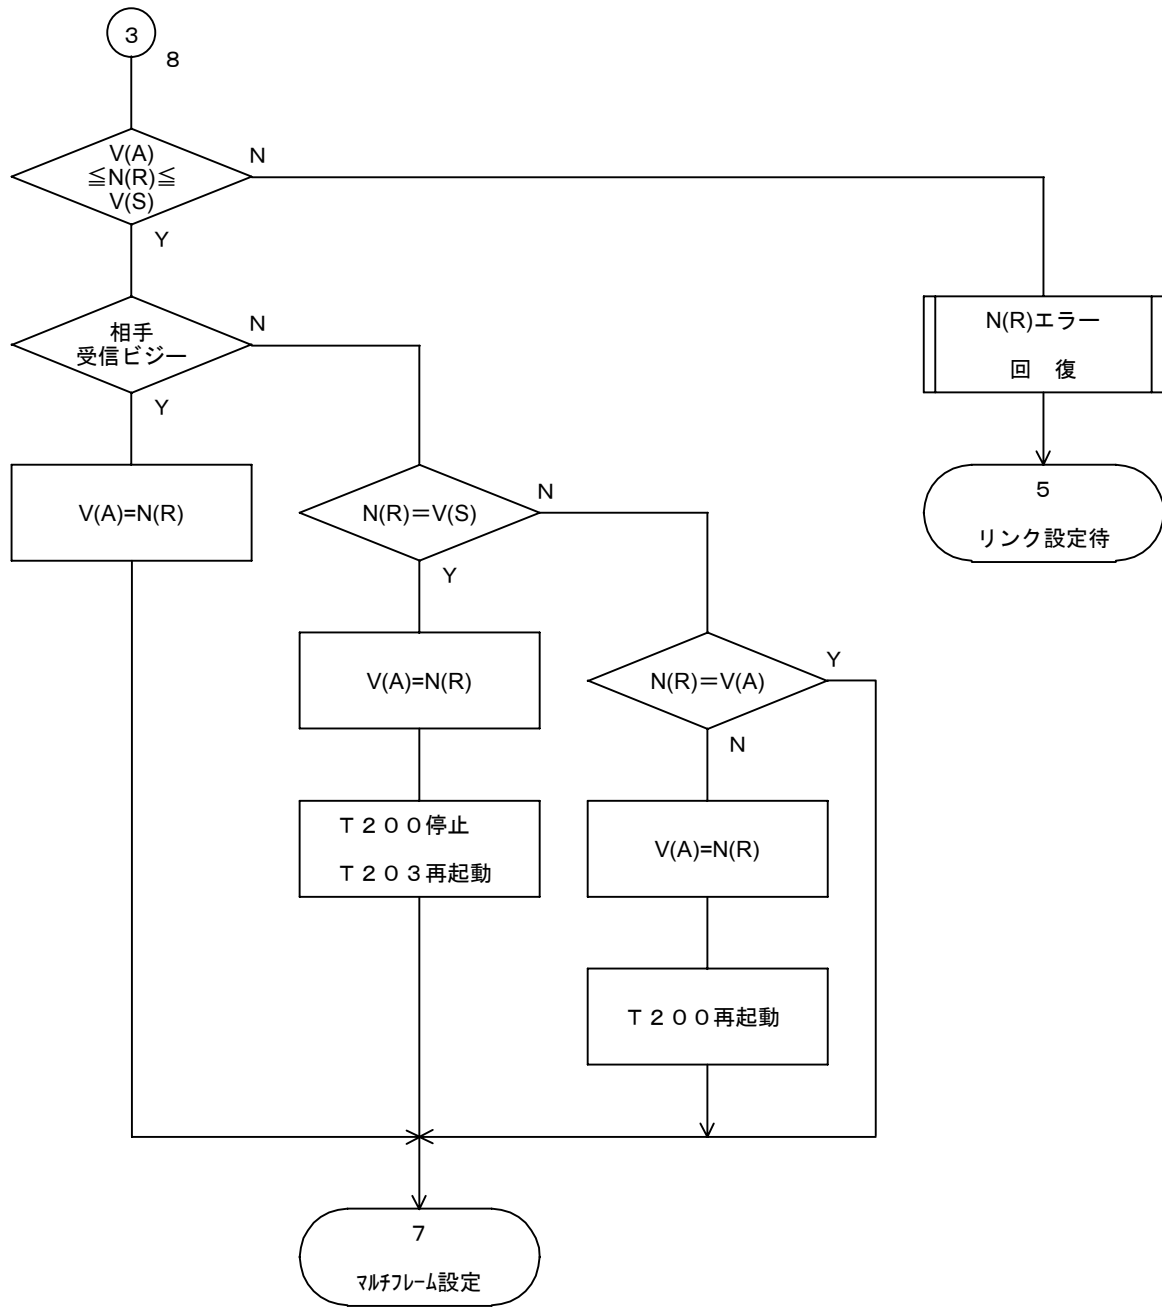 3
8
V(A)
≦N(R)≦
V(S)
N
Y
相手
受信ビジー
N
Y
N(R)エラー
回　復
5
リンク設定待
V(A)=N(R)
N(R)＝V(S)
N
Y
V(A)=N(R)
N(R)＝V(A)
Y
N
Ｔ２００停止
Ｔ２０３再起動
V(A)=N(R)
Ｔ２００再起動
7
ﾏﾙﾁﾌﾚｰﾑ設定